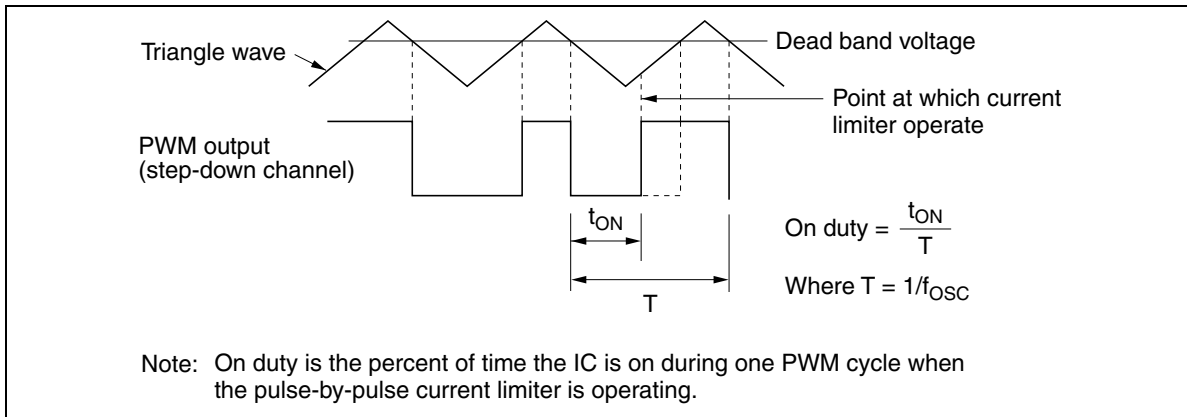 Triangle wave
Dead band voltage
Point at which current
limiter operate
PWM output
(step-down channel)
tON
T
On duty = tON / T
Where T = 1/fOSC
Note: On duty is the percent of time the IC is on during one PWM cycle when
the pulse-by-pulse current limiter is operating.